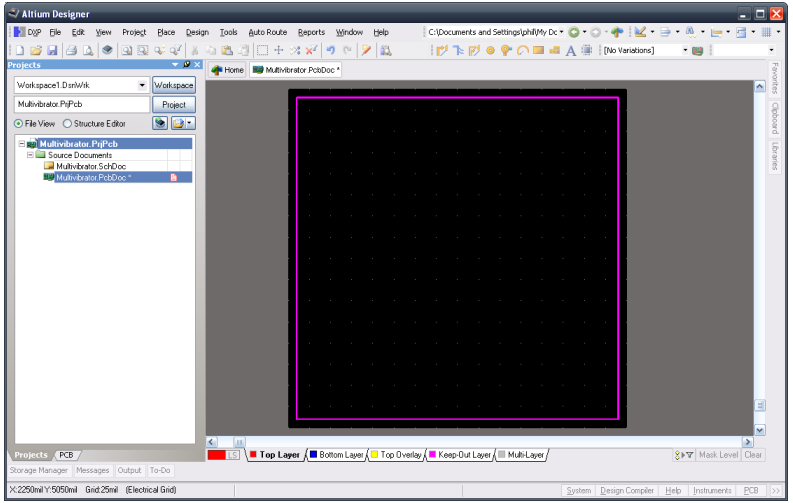 Altium Designer
DXP File Edit View Project Place Design Tools Auto Route Reports Window Help C:\Documents and Settings\phil\My Dc
[No Variations]
Projects
Home Multivibrator.PcbDoc *
Workspace1.DsnWrk Workspace
Multivibrator.PrjPcb Project
File View Structure Editor
Multivibrator.PrjPcb
Source Documents
Multivibrator.SchDoc
Multivibrator.PcbDoc *
Favorites
Clipboard
Libraries
Projects PCB
LS Top Layer Bottom Layer Top Overlay Keep-Out Layer Multi-Layer Mask Level Clear
Storage Manager Messages Output To-Do
X:2250mil Y:5050mil Grid:25mil (Electrical Grid) System Design Compiler Help Instruments PCB >>